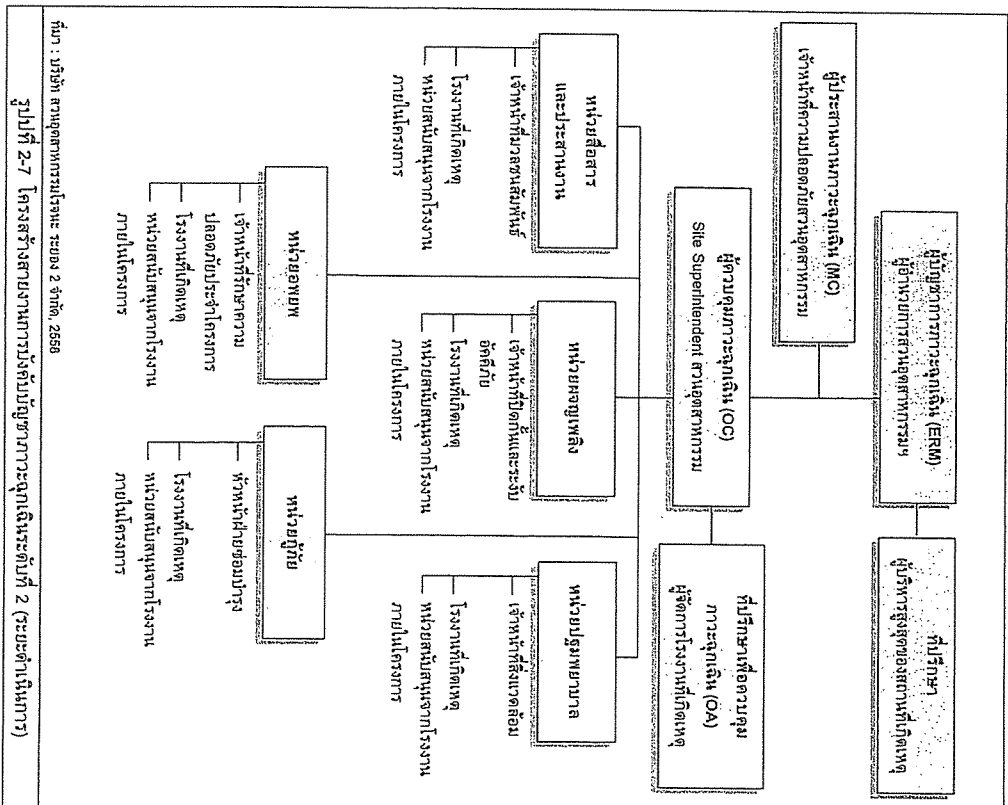 ผู้บัญชาการภาวะฉุกเฉิน (ERM)
ผู้อำนวยการสวนอุตสาหกรรมฯ
ที่ปรึกษา
ผู้บริหารสูงสุดของสถานที่เกิดเหตุ
ผู้ประสานงานภาวะฉุกเฉิน (MC)
เจ้าหน้าที่ความปลอดภัยสวนอุตสาหกรรม
ผู้ควบคุมภาวะฉุกเฉิน (OC)
Site Superintendent สวนอุตสาหกรรม
ที่ปรึกษาเพื่อควบคุม
ภาวะฉุกเฉิน (OA)
ผู้จัดการโรงงานที่เกิดเหตุ
หน่วยสื่อสาร
และประสานงาน
เจ้าหน้าที่มวลชนสัมพันธ์
โรงงานที่เกิดเหตุ
หน่วยสนับสนุนจากโรงงาน
ภายในโครงการ
หน่วยผจญเพลิง
เจ้าหน้าที่ปิดกั้นและระงับ
อัคคีภัย
โรงงานที่เกิดเหตุ
หน่วยสนับสนุนจากโรงงาน
ภายในโครงการ
หน่วยปฐมพยาบาล
เจ้าหน้าที่สิ่งแวดล้อม
โรงงานที่เกิดเหตุ
หน่วยสนับสนุนจากโรงงาน
ภายในโครงการ
หน่วยอพยพ
เจ้าหน้าที่รักษาความ
ปลอดภัยประจำโครงการ
โรงงานที่เกิดเหตุ
หน่วยสนับสนุนจากโรงงาน
ภายในโครงการ
หน่วยกู้ภัย
หัวหน้าฝ่ายซ่อมบำรุง
โรงงานที่เกิดเหตุ
หน่วยสนับสนุนจากโรงงาน
ภายในโครงการ
ที่มา : บริษัท สวนอุตสาหกรรมโรจนะ ระยอง 2 จำกัด, 2558
รูปที่ 2-7 โครงสร้างสายงานการบังคับบัญชาภาวะฉุกเฉินระดับที่ 2 (ระยะดำเนินการ)